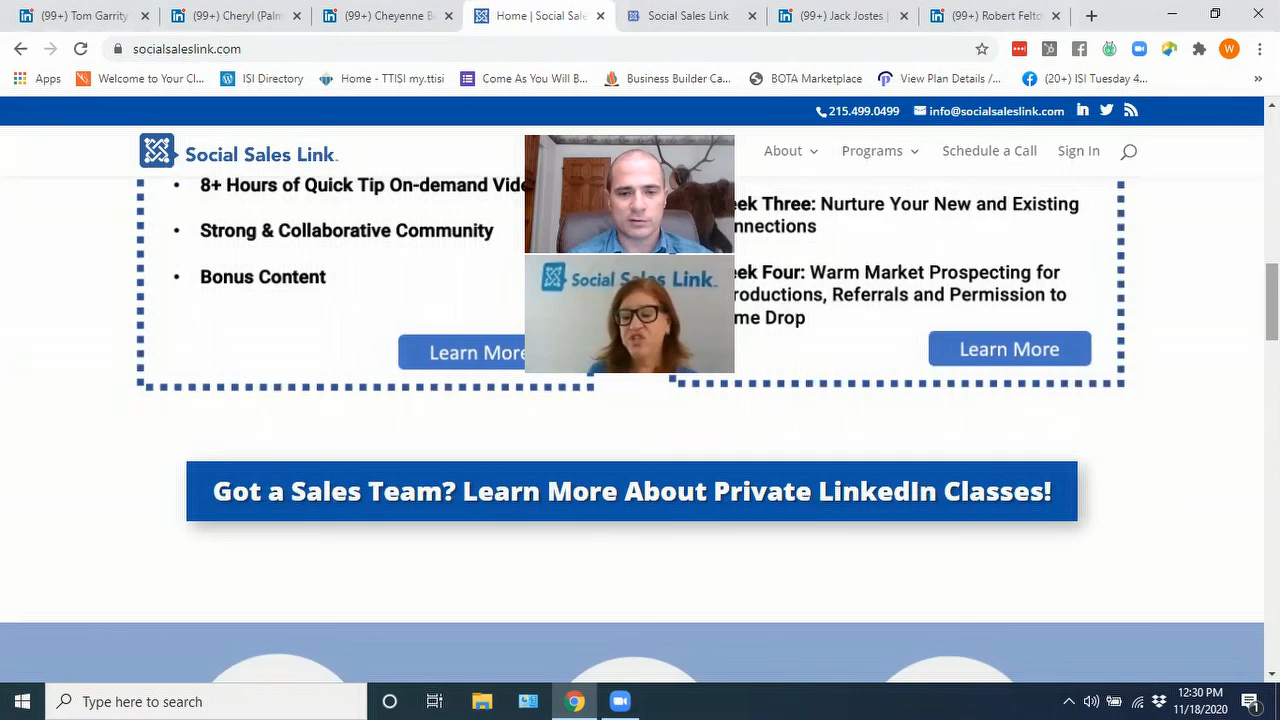 (99+) Tom Garrity
(99+) Cheryl (Palm
(99+) Cheyenne B
Home | Social Sale
Social Sales Link
(99+) Jack Jostes |
(99+) Robert Felto
socialsaleslink.com
W
Apps
Welcome to Your Cl...
ISI Directory
Home - TTISI my.ttisi
Come As You Will B...
Business Builder Ca...
BOTA Marketplace
View Plan Details /...
(20+) ISI Tuesday 4...
215.499.0499
info@socialsaleslink.com
Social Sales Link
About
Programs
Schedule a Call
Sign In
• 8+ Hours of Quick Tip On-demand Vide
• Strong & Collaborative Community
• Bonus Content
Learn More
eek Three: Nurture Your New and Existing
nnections
eek Four: Warm Market Prospecting for
roductions, Referrals and Permission to
me Drop
Learn More
Social Sales Link
Got a Sales Team? Learn More About Private LinkedIn Classes!
Type here to search
12:30 PM
11/18/2020
1